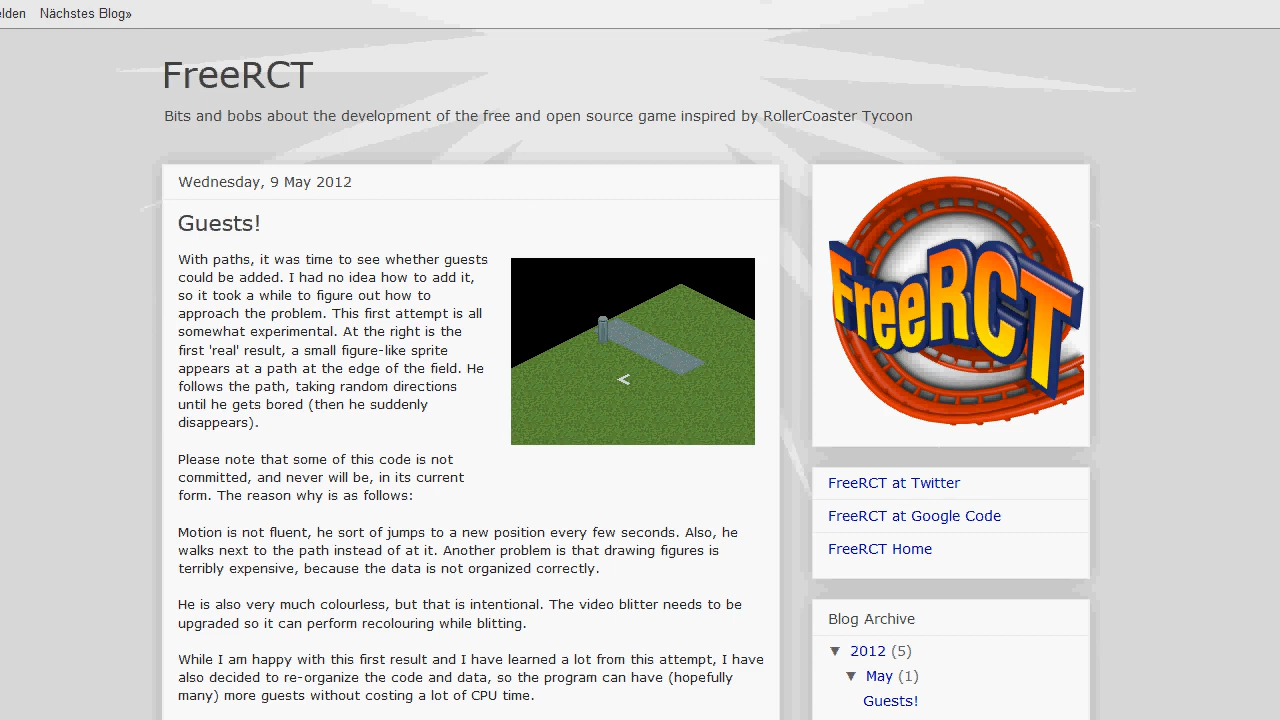 elden Nächstes Blog»
FreeRCT
Bits and bobs about the development of the free and open source game inspired by RollerCoaster Tycoon
Wednesday, 9 May 2012
Guests!
With paths, it was time to see whether guests
could be added. I had no idea how to add it,
so it took a while to figure out how to
approach the problem. This first attempt is all
somewhat experimental. At the right is the
first 'real' result, a small figure-like sprite
appears at a path at the edge of the field. He
follows the path, taking random directions
until he gets bored (then he suddenly
disappears).
Please note that some of this code is not
committed, and never will be, in its current
form. The reason why is as follows:
Motion is not fluent, he sort of jumps to a new position every few seconds. Also, he
walks next to the path instead of at it. Another problem is that drawing figures is
terribly expensive, because the data is not organized correctly.
He is also very much colourless, but that is intentional. The video blitter needs to be
upgraded so it can perform recolouring while blitting.
While I am happy with this first result and I have learned a lot from this attempt, I have
also decided to re-organize the code and data, so the program can have (hopefully
many) more guests without costing a lot of CPU time.
FreeRCT
FreeRCT at Twitter
FreeRCT at Google Code
FreeRCT Home
Blog Archive
▼ 2012 (5)
▼ May (1)
Guests!